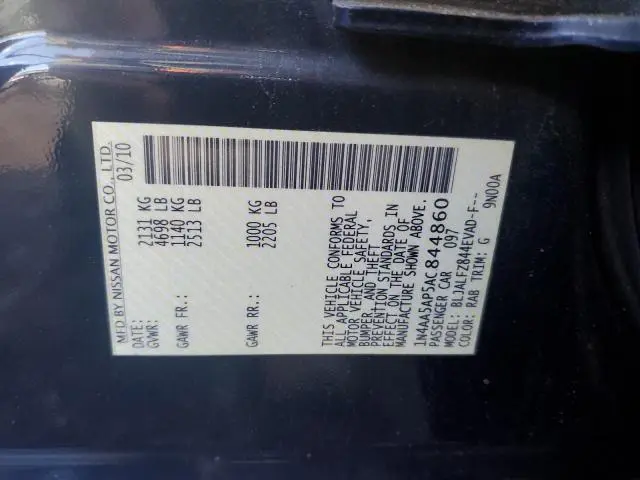 MFD BY NISSAN MOTOR CO., LTD.
DATE: 03/10
GVWR: 2131 KG
4698 LB
GAWR FR.: 1140 KG
2513 LB
GAWR RR.: 1000 KG
2205 LB
THIS VEHICLE CONFORMS TO
ALL APPLICABLE FEDERAL
MOTOR VEHICLE SAFETY,
BUMPER, AND THEFT
PREVENTION STANDARDS IN
EFFECT ON THE DATE OF
MANUFACTURE SHOWN ABOVE.
1N4AA5AP5AC844860
PASSENGER CAR 097
MODEL: BLJALFZ844EVAD-F--
COLOR: RAB TRIM: G 9N00A